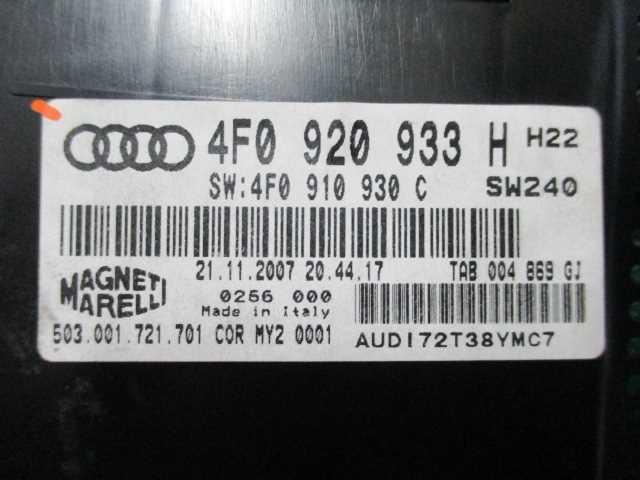 4F0 920 933 H H22
SW:4F0 910 930 C SW240
21.11.2007 20.44.17 TAB 004 869 GJ
MAGNETI
MARELLI
0256 000
Made in Italy
503.001.721.701 COR MY2 0001
AUDI72T38YMC7